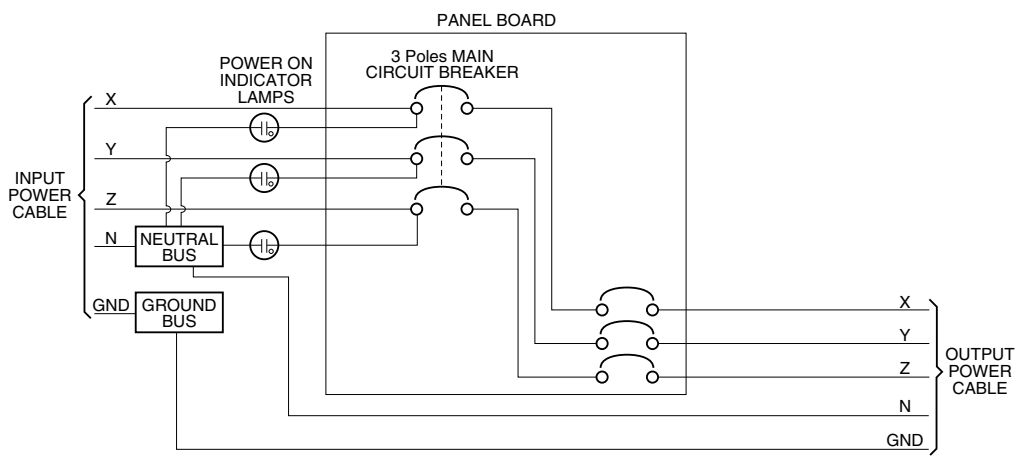 PANEL BOARD
POWER ON
INDICATOR
LAMPS
3 Poles MAIN
CIRCUIT BREAKER
X
Y
INPUT
POWER
CABLE
Z
N
NEUTRAL
BUS
GND
GROUND
BUS
X
Y
Z
OUTPUT
POWER
CABLE
N
GND